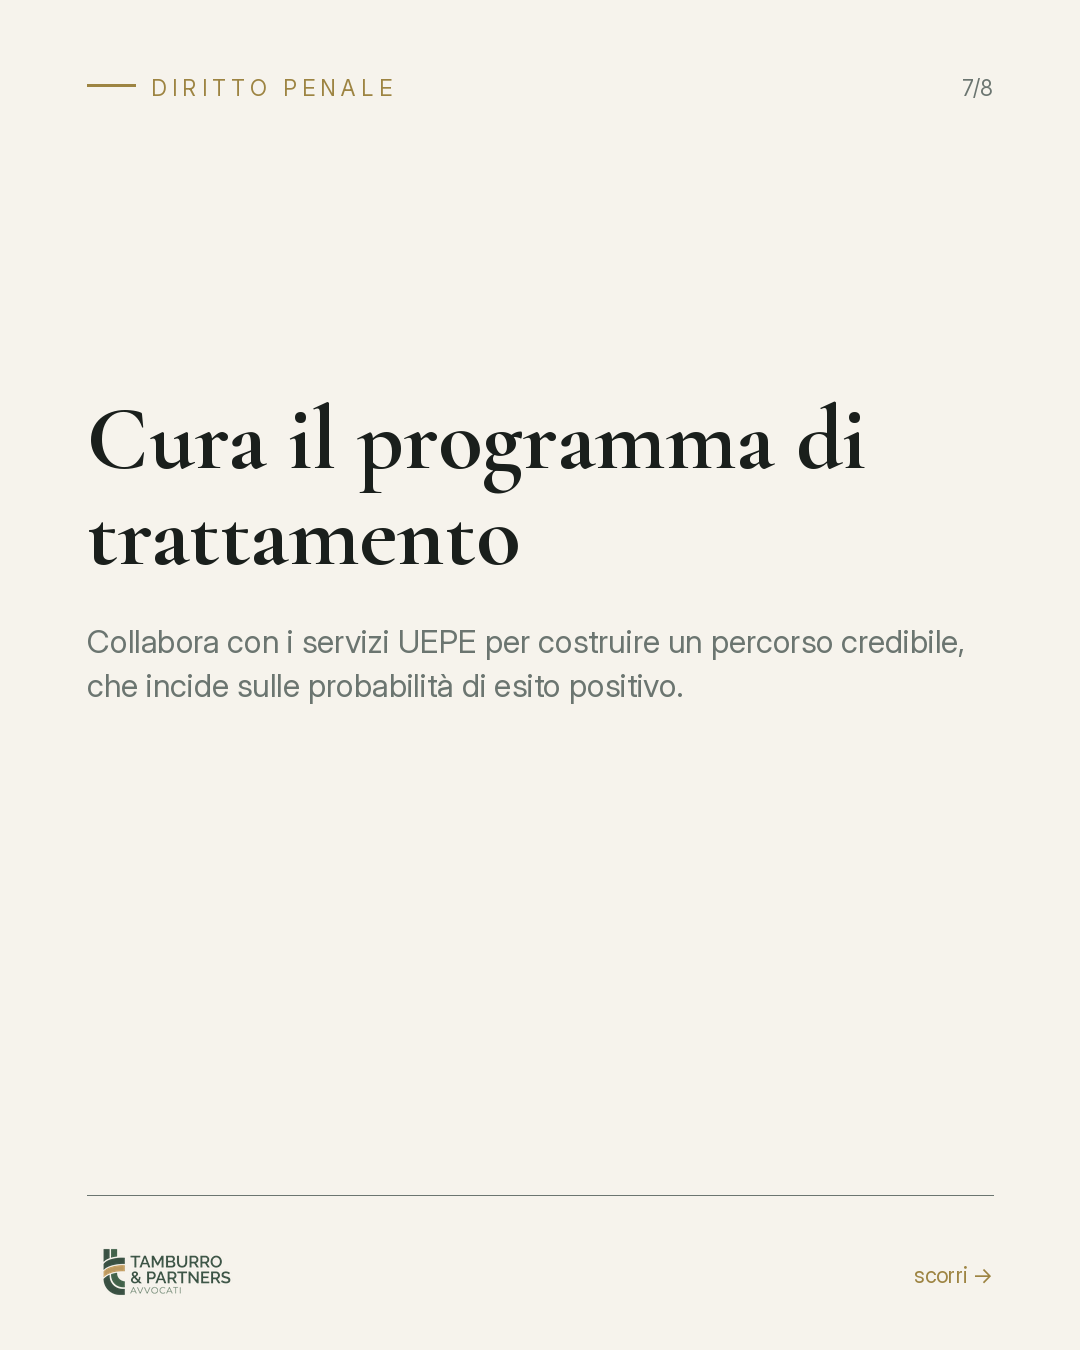 DIRITTO PENALE
7/8
Cura il programma di
trattamento
Collabora con i servizi UEPE per costruire un percorso credibile,
che incide sulle probabilità di esito positivo.
TAMBURRO
& PARTNERS
AVVOCATI
scorri →